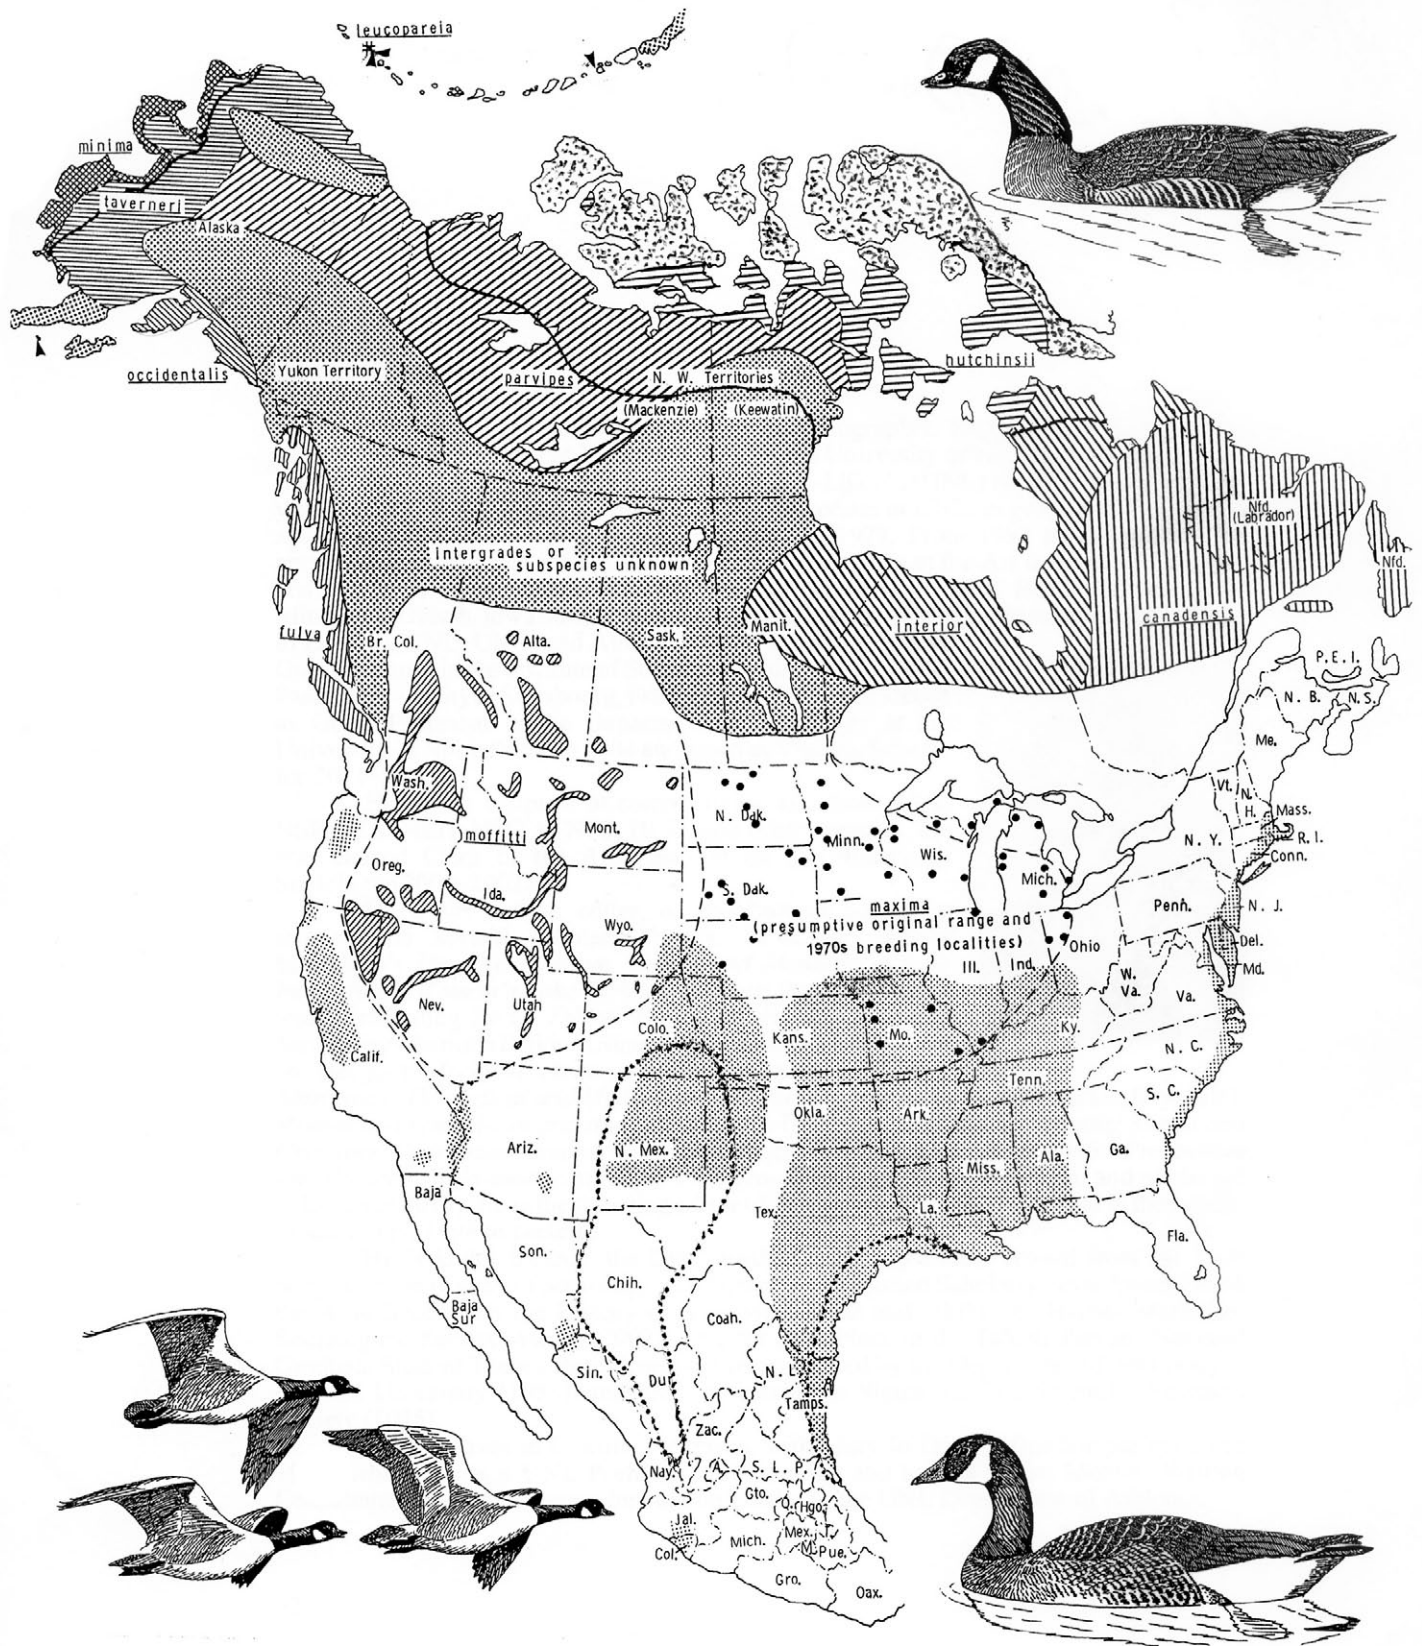 leucopareia
minima
taverneri
Alaska
occidentalis
Yukon Territory
parvipes
N. W. Territories
(Mackenzie)
(Keewatin)
hutchinsii
Nfd.
(Labrador)
Nfd.
Intergrades or
subspecies unknown
fulva
Br. Col.
Alta.
Sask.
Manit.
interior
canadensis
P. E. I.
N. B.
N. S.
Me.
Wash.
moffitti
Mont.
N. Dak.
Minn.
Wis.
Mich.
Vt.
N.
H.
Mass.
R. I.
Conn.
N. Y.
Oreg.
Ida.
Wyo.
S. Dak.
maxima
(presumptive original range and
1970s breeding localities)
Ill.
Ind.
Ohio
Penn.
N. J.
Del.
Md.
W.
Va.
Va.
Nev.
Utah
Colo.
Kans.
Mo.
Ky.
Calif.
N. C.
Tenn.
S. C.
Okla.
Ark.
Ariz.
N. Mex.
Miss.
Ala.
Ga.
Baja
Tex.
La.
Fla.
Son.
Chih.
Baja
Sur
Coah.
Sin.
Dur.
N. L.
Tamps.
Zac.
Nay.
A.
S. L. P.
Gto.
Q.
Hgo.
Jal.
Mich.
Mex.
T.
M.
Pue.
Col.
Gro.
Oax.